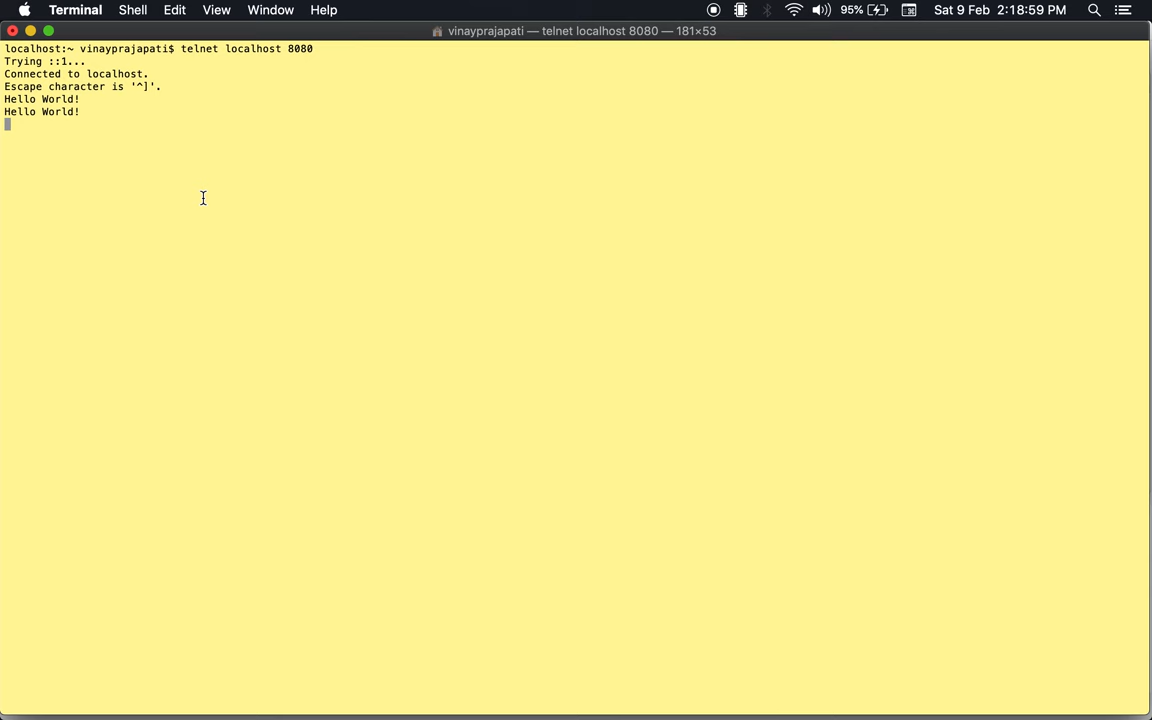 Terminal Shell Edit View Window Help 95% Sat 9 Feb 2:18:59 PM
vinayprajapati — telnet localhost 8080 — 181×53
localhost:~ vinayprajapati$ telnet localhost 8080
Trying ::1...
Connected to localhost.
Escape character is '^]'.
Hello World!
Hello World!